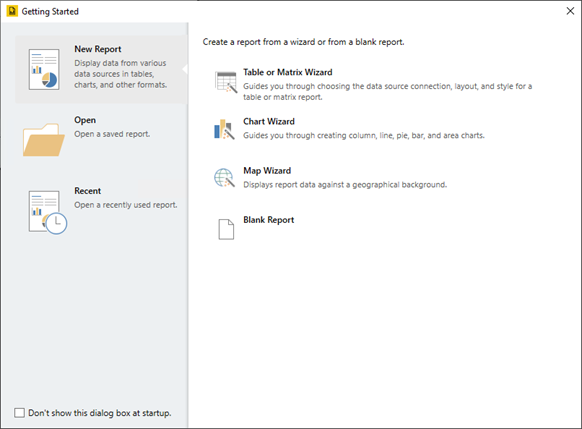 Getting Started
New Report
Display data from various
data sources in tables,
charts, and other formats.
Open
Open a saved report.
Recent
Open a recently used report.
Don't show this dialog box at startup.
Create a report from a wizard or from a blank report.
Table or Matrix Wizard
Guides you through choosing the data source connection, layout, and style for a
table or matrix report.
Chart Wizard
Guides you through creating column, line, pie, bar, and area charts.
Map Wizard
Displays report data against a geographical background.
Blank Report